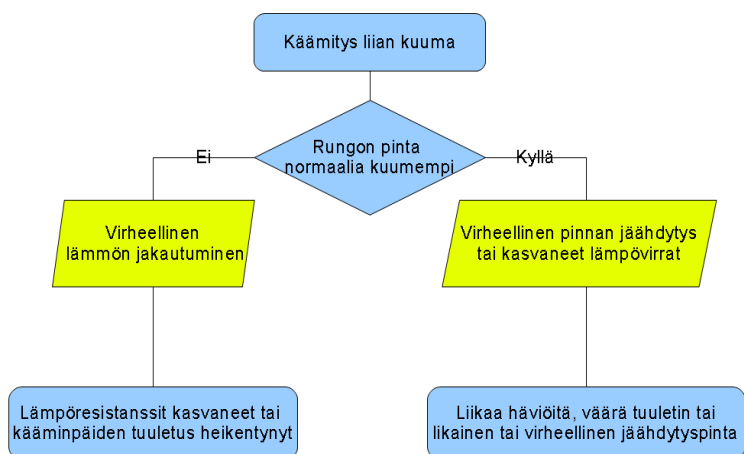 Käämitys liian kuuma
Rungon pinta
normaalia kuumempi
Ei
Kyllä
Virheellinen
lämmön jakautuminen
Virheellinen pinnan jäähdytys
tai kasvaneet lämpövirrat
Lämpöresistanssit kasvaneet tai
kääminpäiden tuuletus heikentynyt
Liikaa häviöitä, väärä tuuletin tai
likainen tai virheellinen jäähdytyspinta